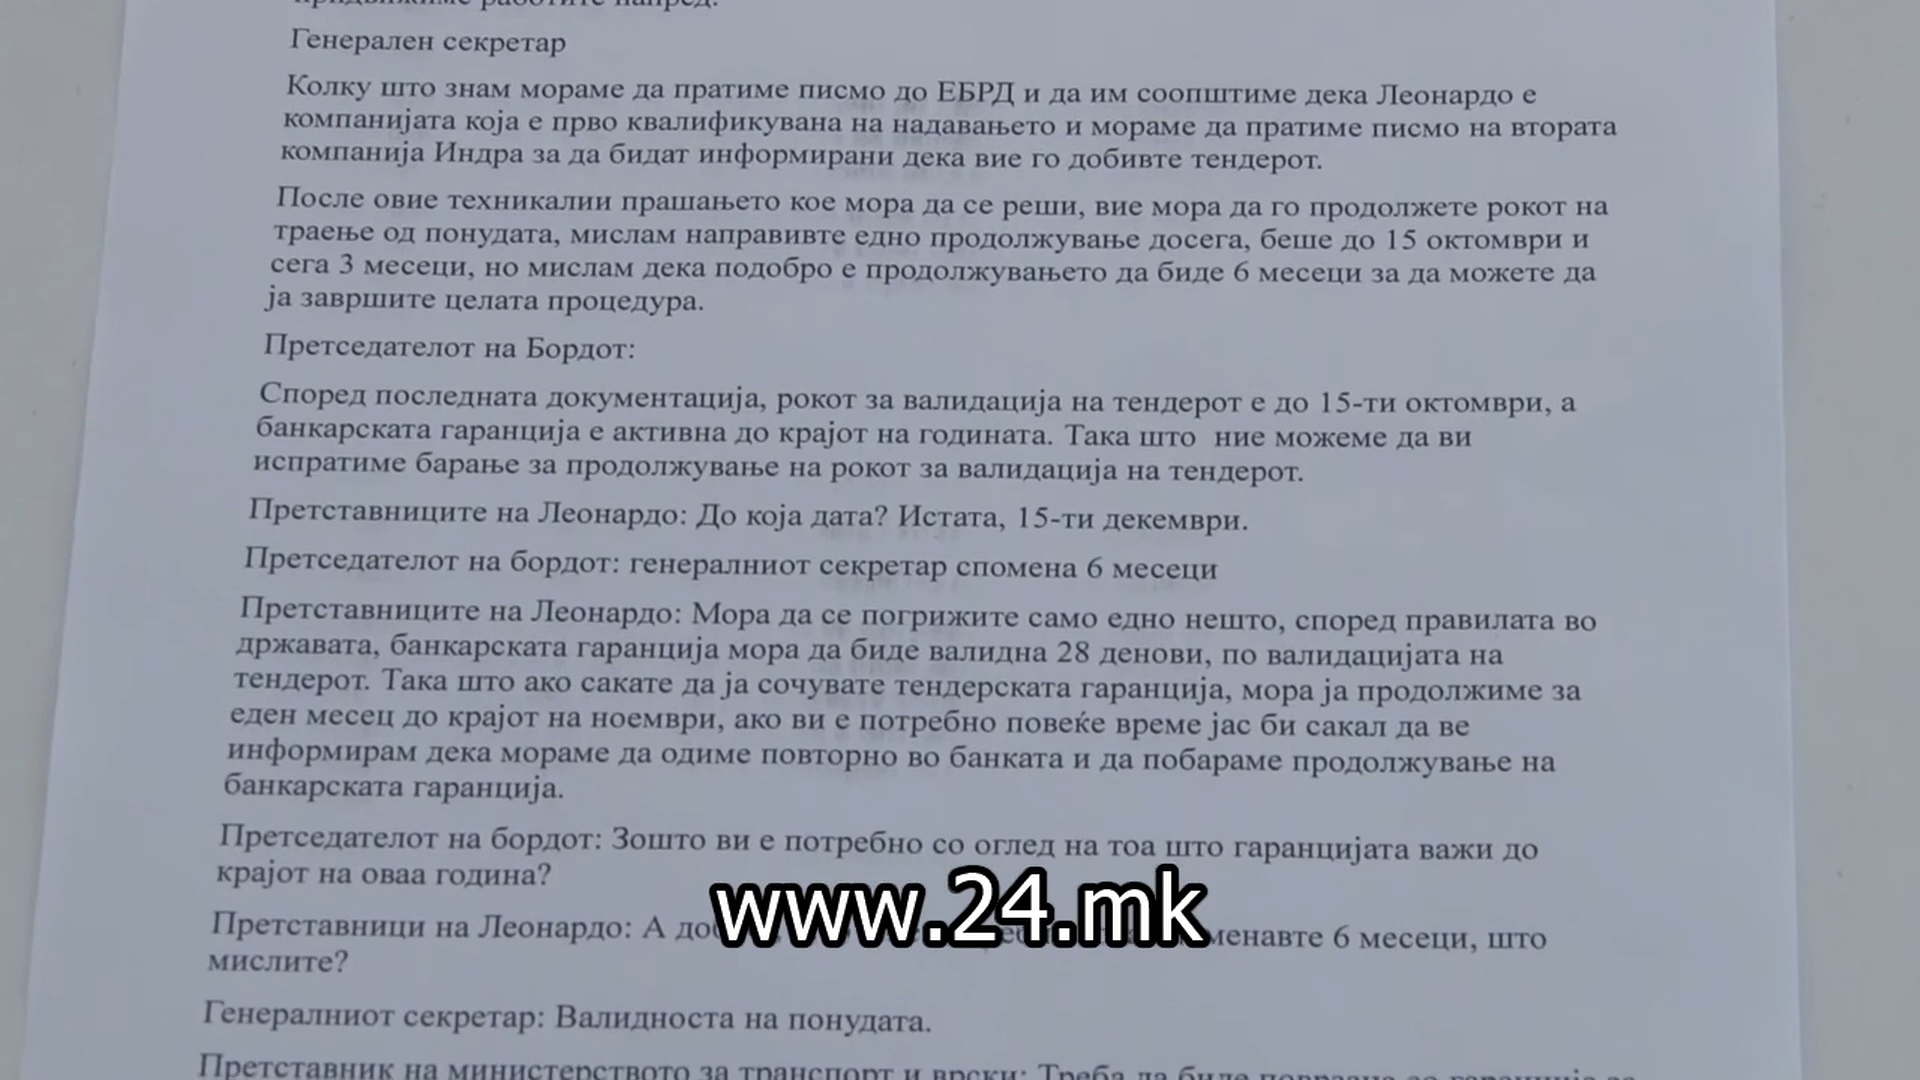 придвижиме работите напред.
Генерален секретар
Колку што знам мораме да пратиме писмо до ЕБРД и да им соопштиме дека Леонардо е
компанијата која е прво квалификувана на надавањето и мораме да пратиме писмо на втората
компанија Индра за да бидат информирани дека вие го добивте тендерот.
После овие техникалии прашањето кое мора да се реши, вие мора да го продолжете рокот на
траење од понудата, мислам направивте едно продолжување досега, беше до 15 октомври и
сега 3 месеци, но мислам дека подобро е продолжувањето да биде 6 месеци за да можете да
ја завршите целата процедура.
Претседателот на Бордот:
Според последната документација, рокот за валидација на тендерот е до 15-ти октомври, а
банкарската гаранција е активна до крајот на годината. Така што ние можеме да ви
испратиме барање за продолжување на рокот за валидација на тендерот.
Претставниците на Леонардо: До која дата? Истата, 15-ти декември.
Претседателот на бордот: генералниот секретар спомена 6 месеци
Претставниците на Леонардо: Мора да се погрижите само едно нешто, според правилата во
државата, банкарската гаранција мора да биде валидна 28 денови, по валидацијата на
тендерот. Така што ако сакате да ја сочувате тендерската гаранција, мора ја продолжиме за
еден месец до крајот на ноември, ако ви е потребно повеќе време јас би сакал да ве
информирам дека мораме да одиме повторно во банката и да побараме продолжување на
банкарската гаранција.
Претседателот на бордот: Зошто ви е потребно со оглед на тоа што гаранцијата важи до
крајот на оваа година?
www.24.mk
Претставници на Леонардо: А 6 месеци, што
мислите?
Генералниот секретар: Валидноста на понудата.
Претставник на министерството за транспорт и врски: Треба да биде